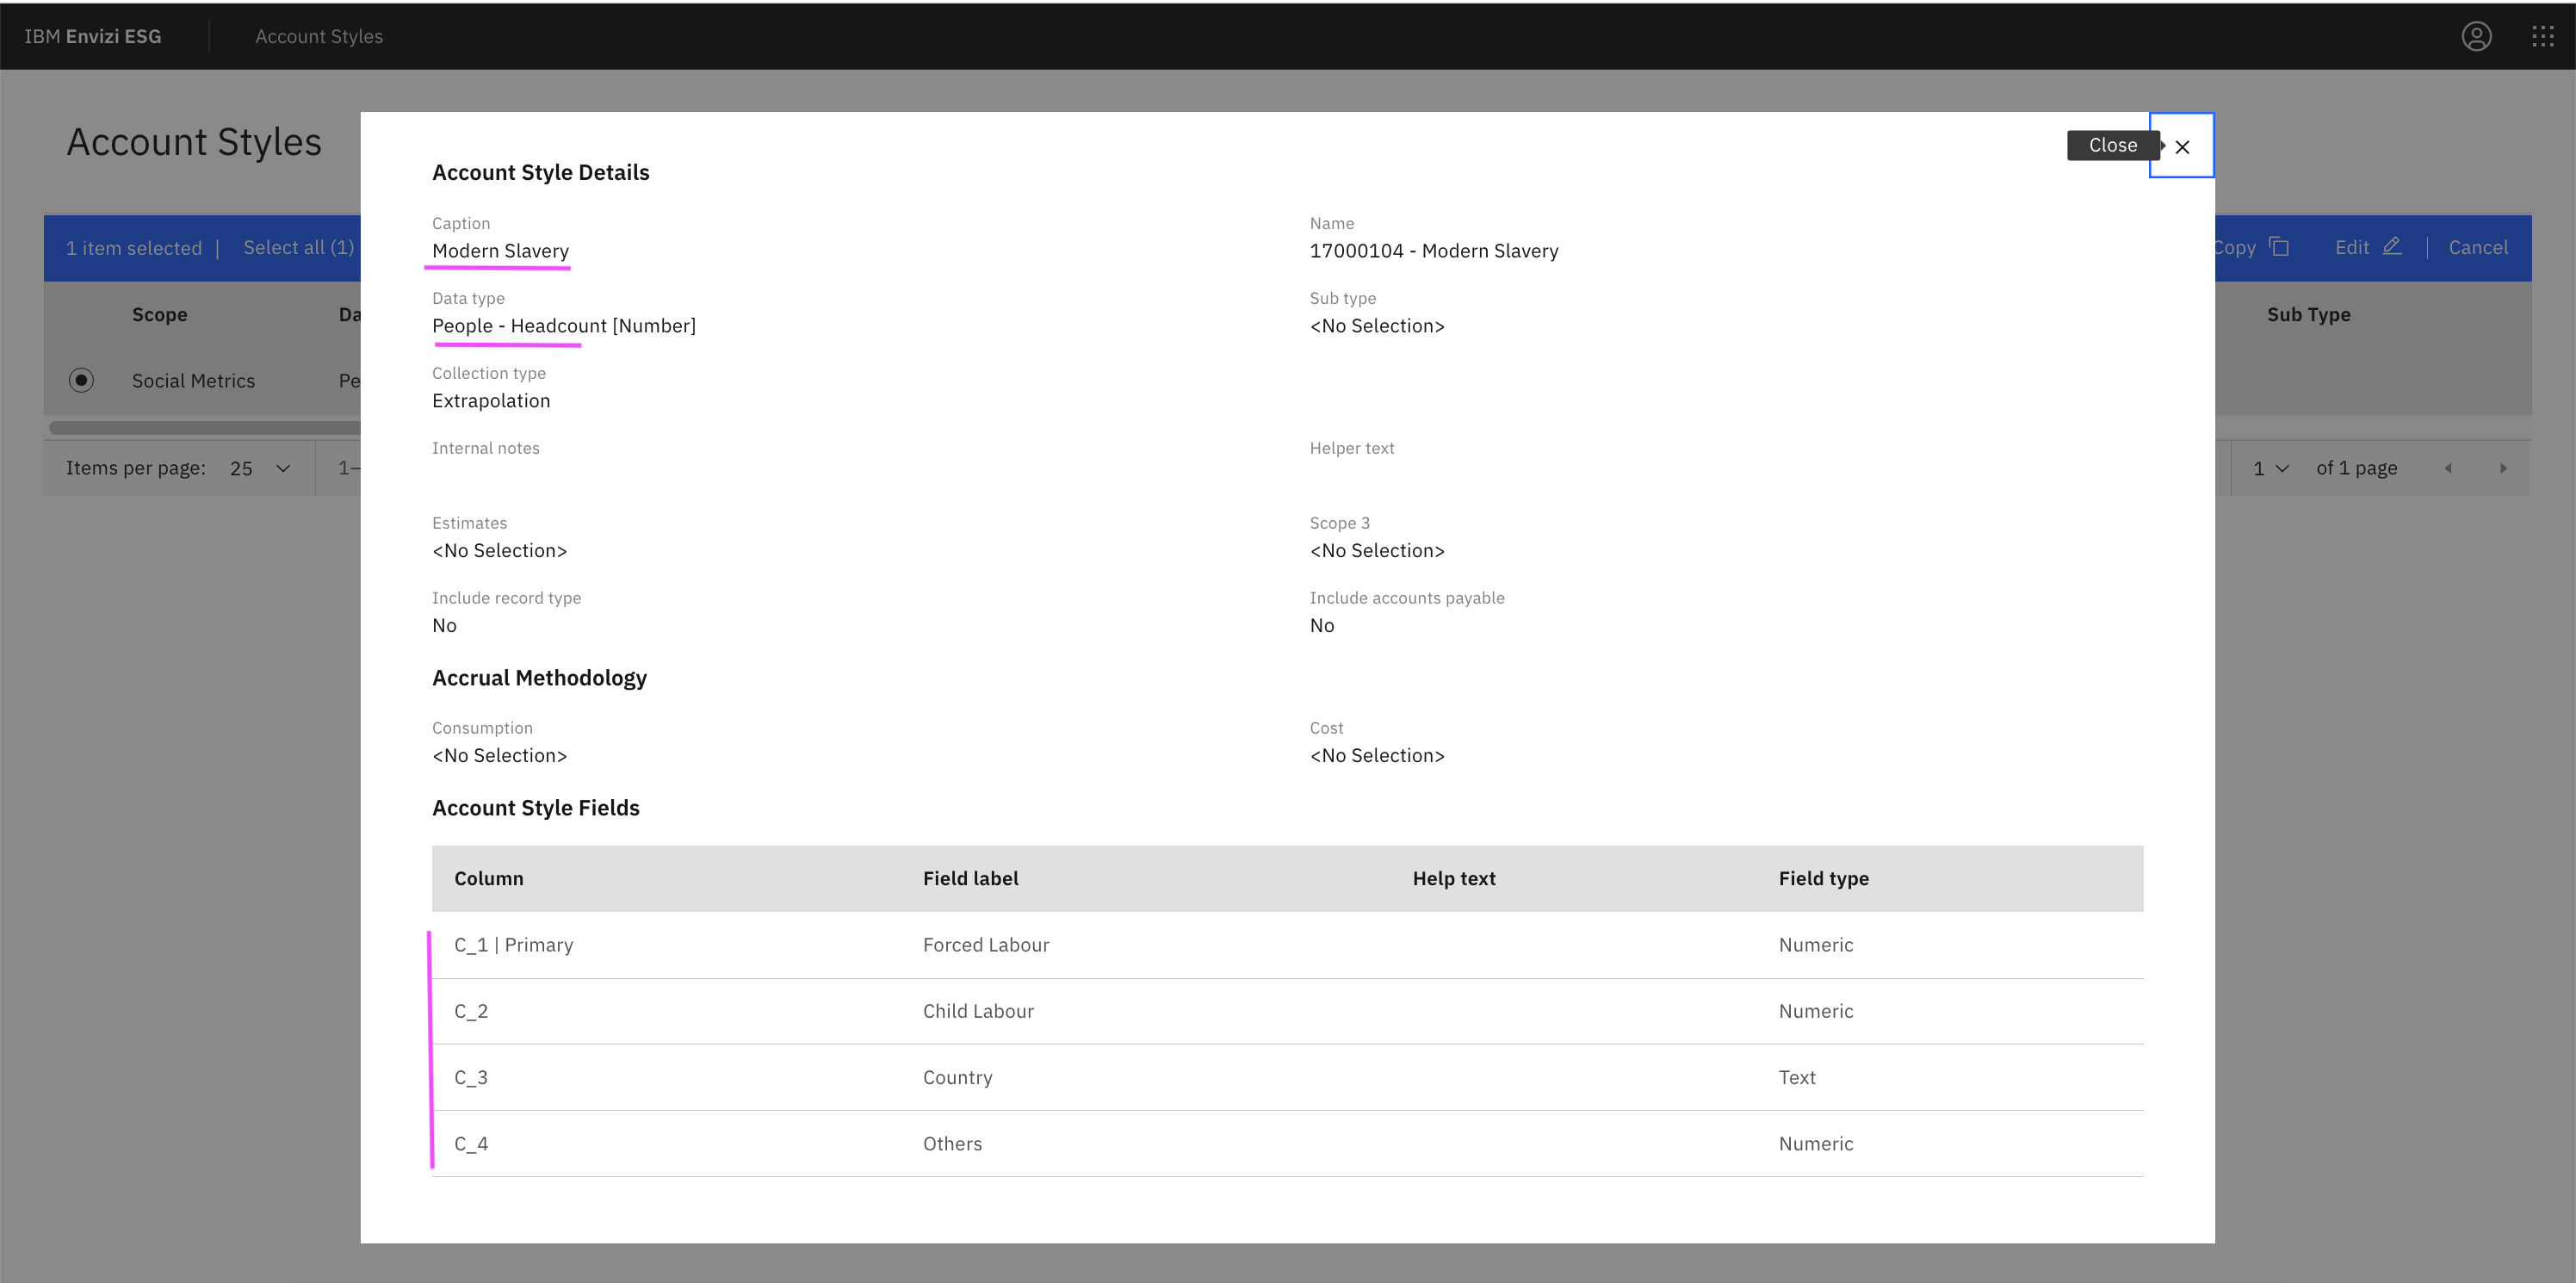 IBM Envizi ESG | Account Styles
Account Styles
1 item selected | Select all (1)
Copy Edit | Cancel
Scope Da Sub Type
Social Metrics Pe
Items per page: 25 1– 1 of 1 page
Close
Account Style Details
Caption Name
Modern Slavery 17000104 - Modern Slavery
Data type Sub type
People - Headcount [Number] <No Selection>
Collection type
Extrapolation
Internal notes Helper text
Estimates Scope 3
<No Selection> <No Selection>
Include record type Include accounts payable
No No
Accrual Methodology
Consumption Cost
<No Selection> <No Selection>
Account Style Fields
Column Field label Help text Field type
C_1 | Primary Forced Labour Numeric
C_2 Child Labour Numeric
C_3 Country Text
C_4 Others Numeric